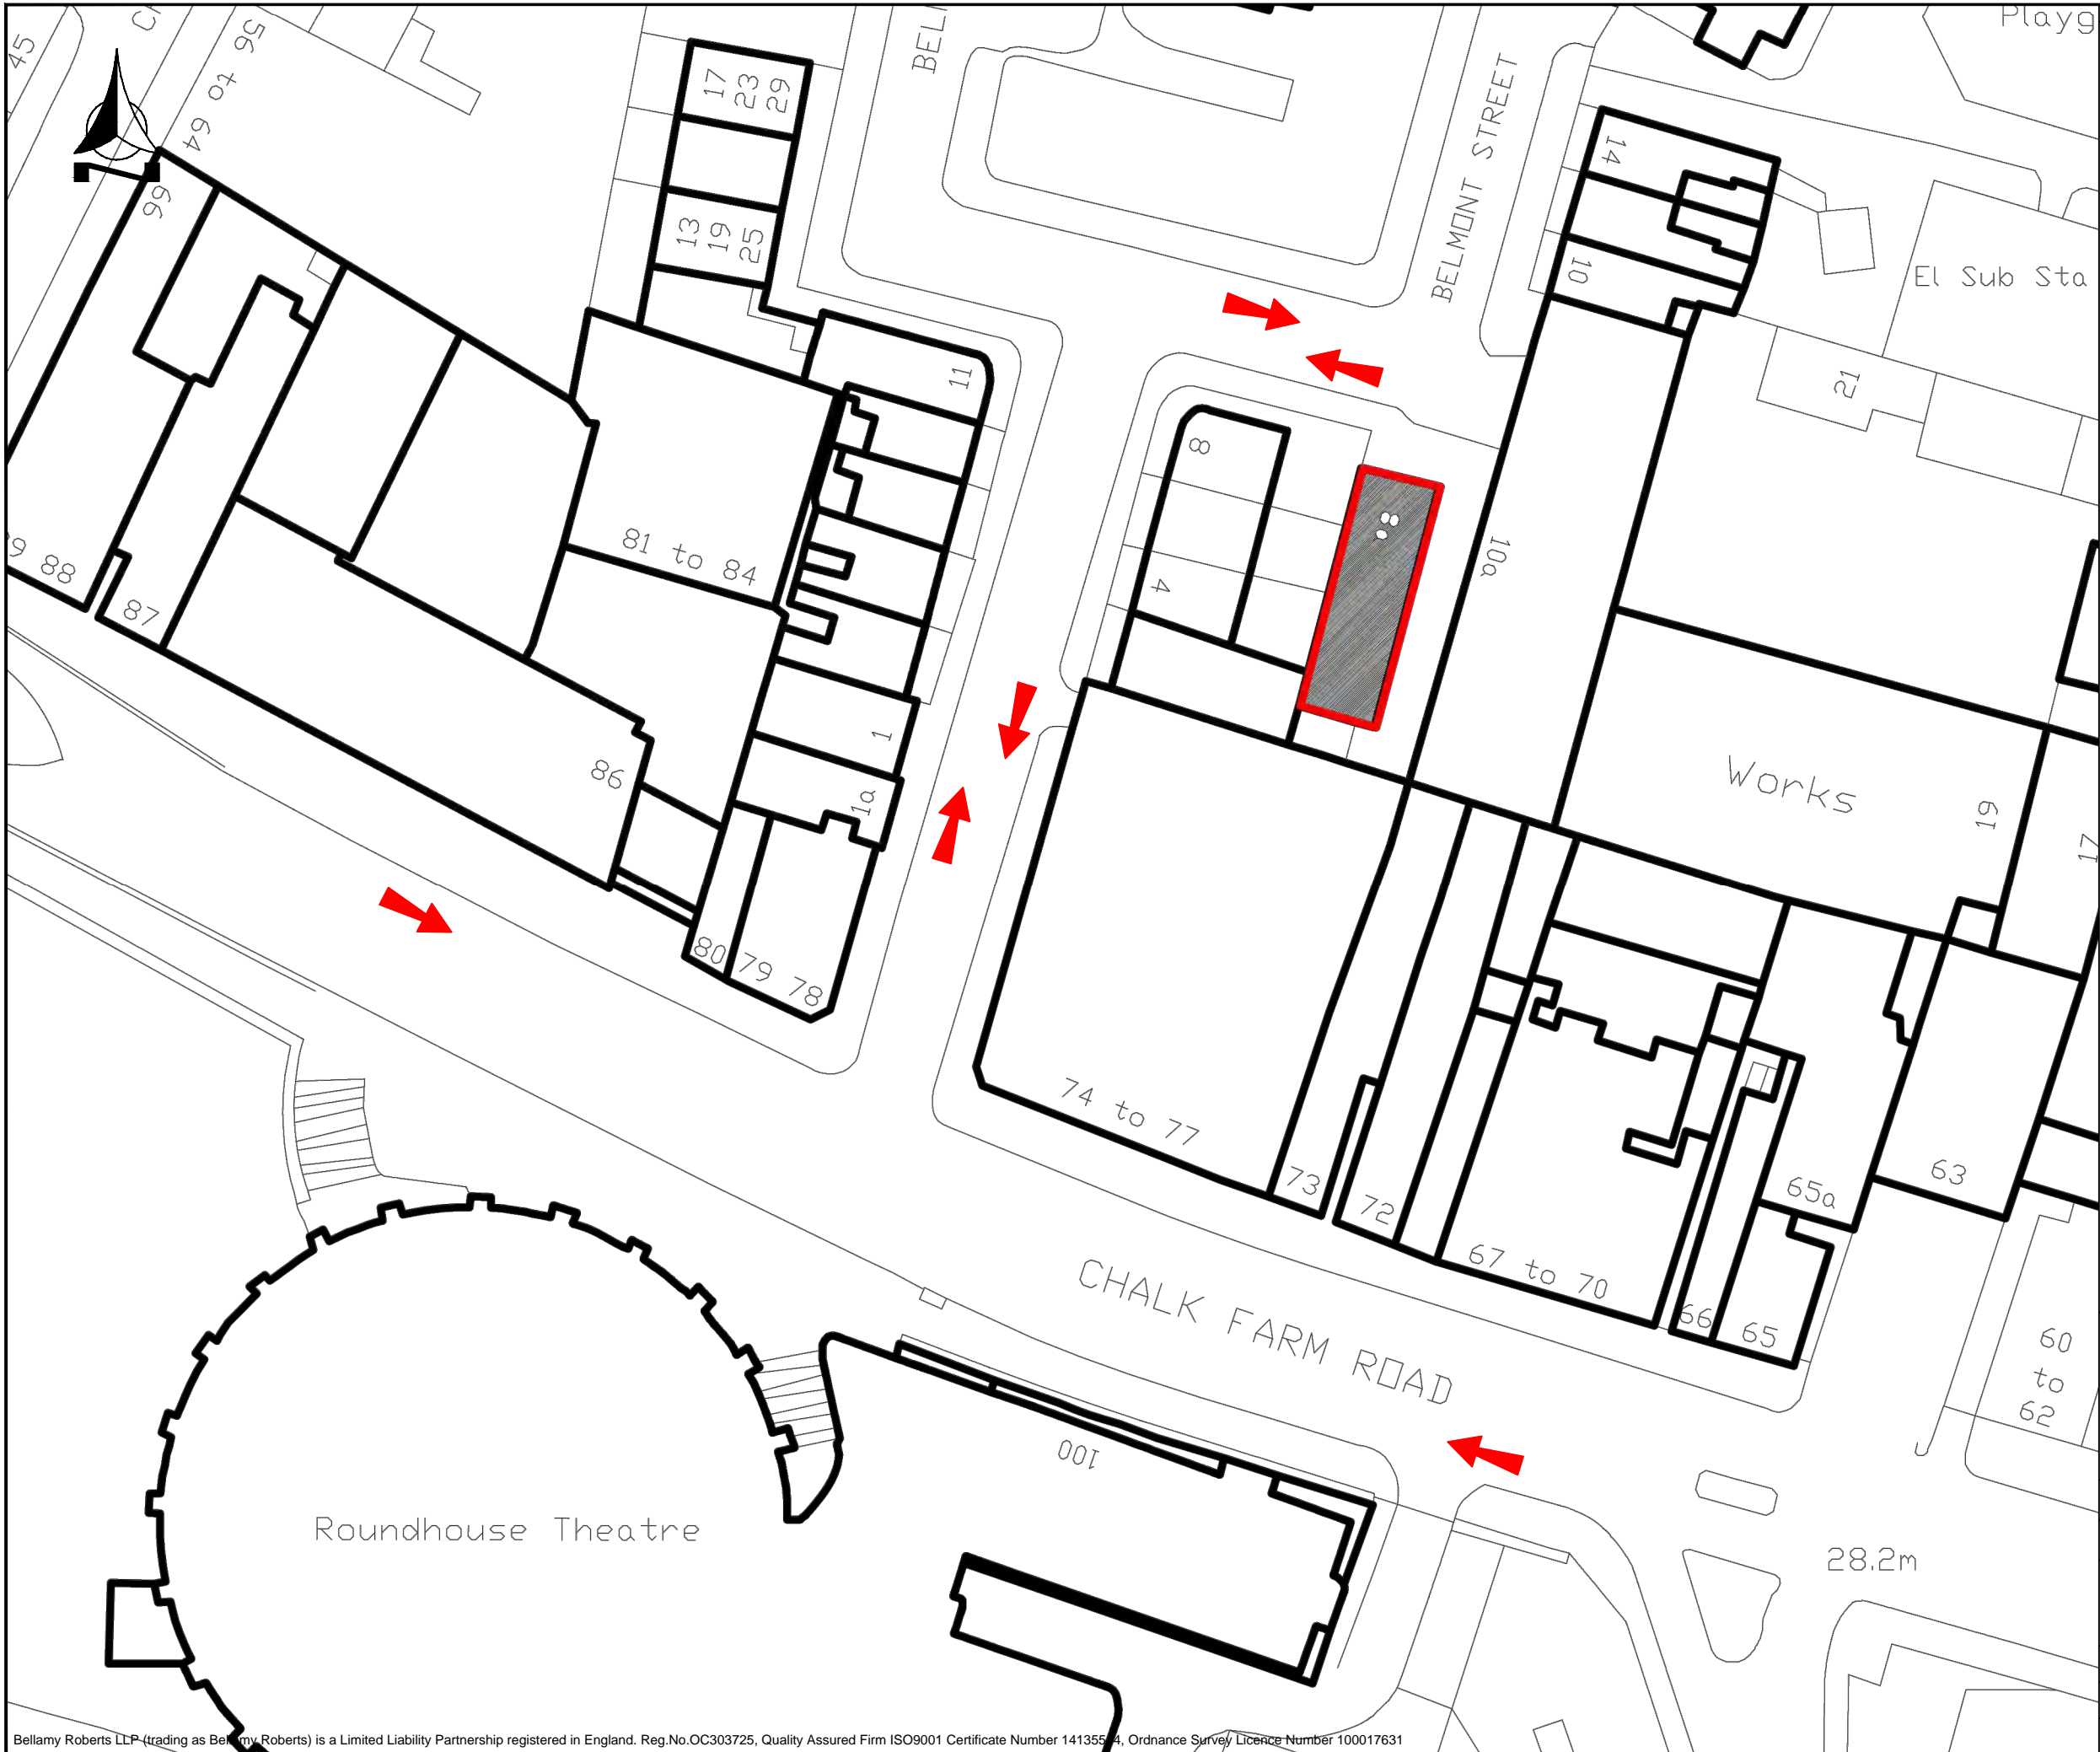 45
56 to 64
66
17
23
29
13
19
25
BELMONT STREET
14
10
Playg
El Sub Sta
21
11
8
4
10a
81 to 84
88
87
86
1
1a
80
79
78
Works
19
17
74 to 77
73
72
67 to 70
66
65
65a
63
60
to
62
CHALK FARM ROAD
100
Roundhouse Theatre
28.2m
Bellamy Roberts LLP (trading as Bellamy Roberts) is a Limited Liability Partnership registered in England. Reg.No.OC303725, Quality Assured Firm ISO9001 Certificate Number, Ordnance Survey Licence Number 100017631